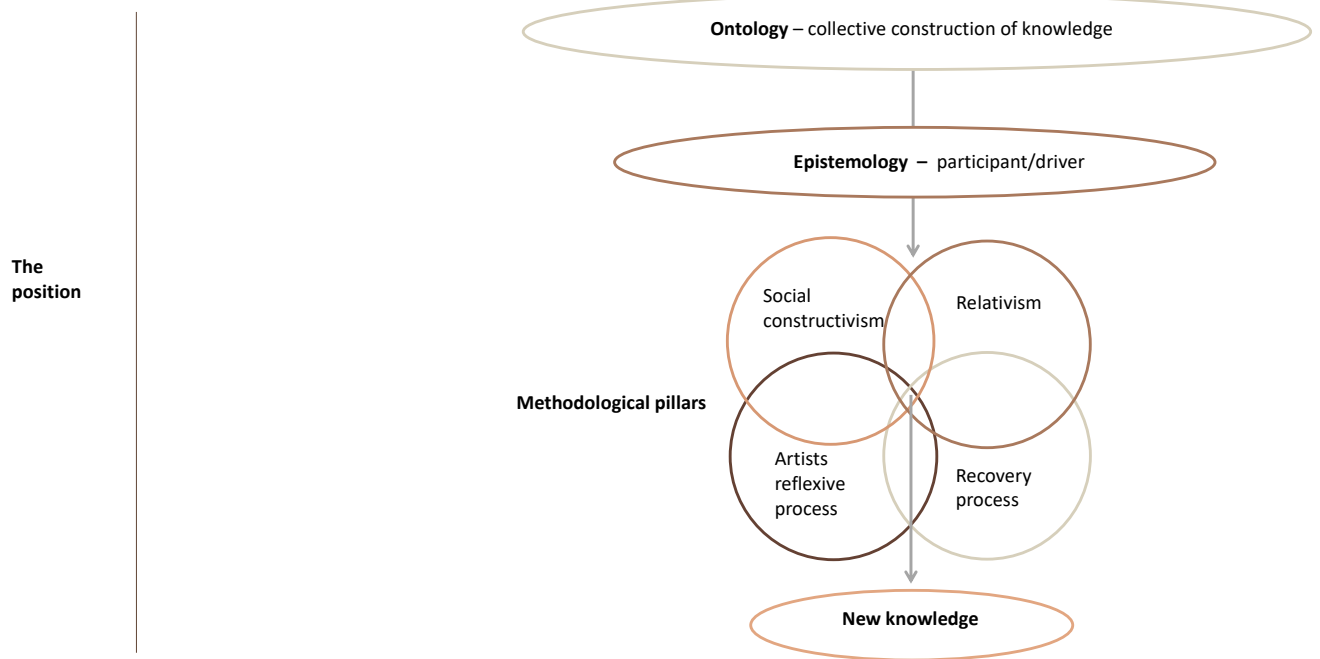 Ontology – collective construction of knowledge
Epistemology – participant/driver
The
position
Social
constructivism
Relativism
Methodological pillars
Artists
reflexive
process
Recovery
process
New knowledge